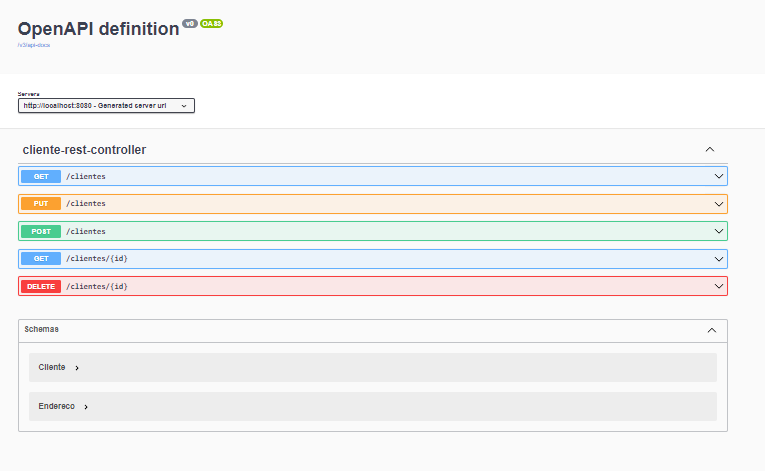 OpenAPI definition v0 OAS3
/v3/api-docs
Servers
http://localhost:8080 - Generated server url
cliente-rest-controller
GET /clientes
PUT /clientes
POST /clientes
GET /clientes/{id}
DELETE /clientes/{id}
Schemas
Cliente
Endereco